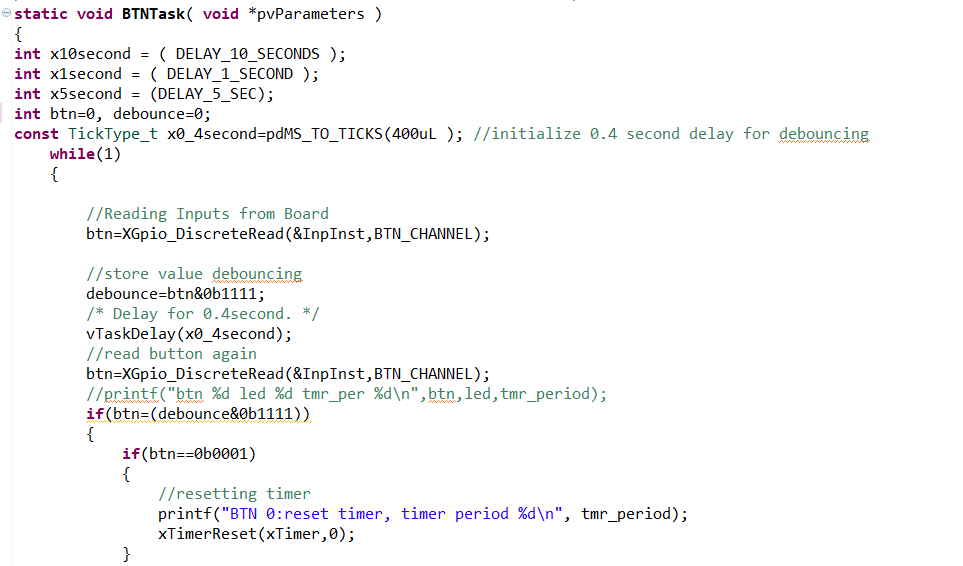 static void BTNTask( void *pvParameters )
{
int x10second = ( DELAY_10_SECONDS );
int x1second = ( DELAY_1_SECOND );
int x5second = (DELAY_5_SEC);
int btn=0, debounce=0;
const TickType_t x0_4second=pdMS_TO_TICKS(400uL ); //initialize 0.4 second delay for debouncing
    while(1)
    {

        //Reading Inputs from Board
        btn=XGpio_DiscreteRead(&InpInst,BTN_CHANNEL);

        //store value debouncing
        debounce=btn&0b1111;
        /* Delay for 0.4second. */
        vTaskDelay(x0_4second);
        //read button again
        btn=XGpio_DiscreteRead(&InpInst,BTN_CHANNEL);
        //printf("btn %d led %d tmr_per %d\n",btn,led,tmr_period);
        if(btn=(debounce&0b1111))
        {
            if(btn==0b0001)
            {
                //resetting timer
                printf("BTN 0:reset timer, timer period %d\n", tmr_period);
                xTimerReset(xTimer,0);
            }